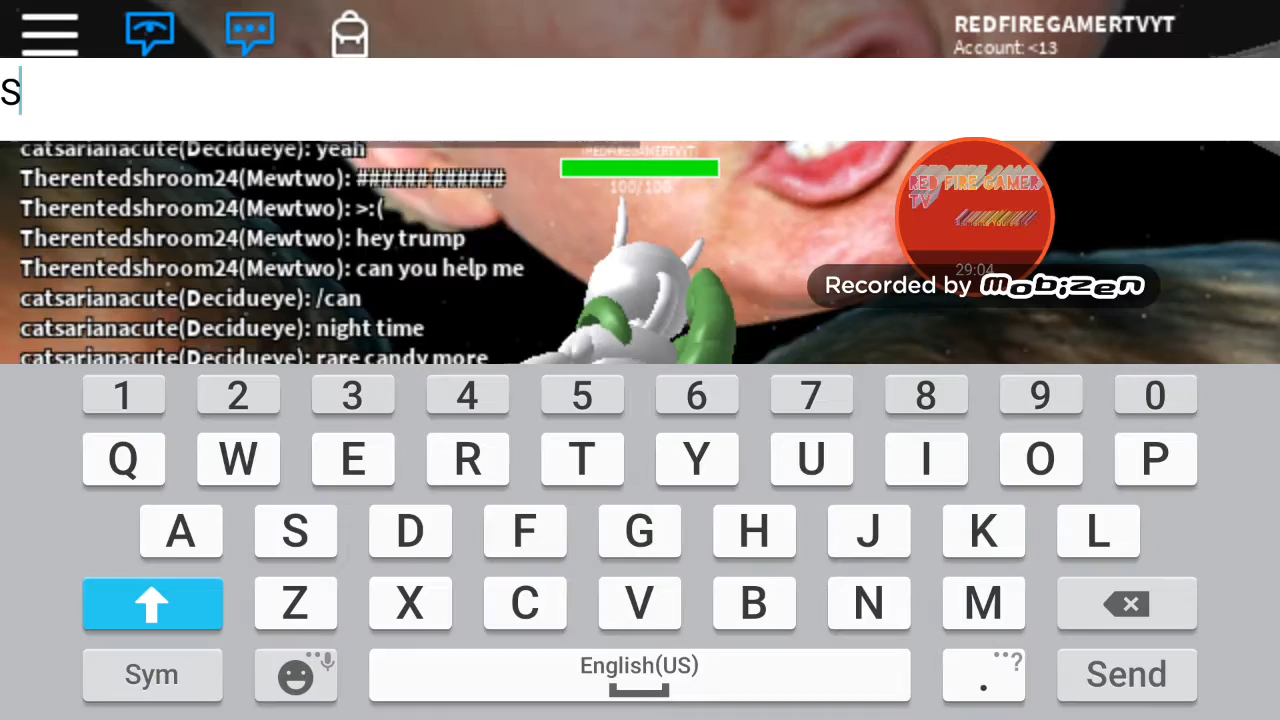 REDFIREGAMERTVYT
Account: <13
S
catsarianacute(Decidueye): yeah
(REDFIREGAMERTVYT)
Therentedshroom24(Mewtwo): ###### ######
100/100
RED FIRE GAMER
TV
Therentedshroom24(Mewtwo): >:(
Therentedshroom24(Mewtwo): hey trump
Therentedshroom24(Mewtwo): can you help me
29:04
Recorded by mobizen
catsarianacute(Decidueye): /can
catsarianacute(Decidueye): night time
catsarianacute(Decidueye): rare candy more
1 2 3 4 5 6 7 8 9 0
Q W E R T Y U I O P
A S D F G H J K L
Z X C V B N M
Sym English(US) . ? Send